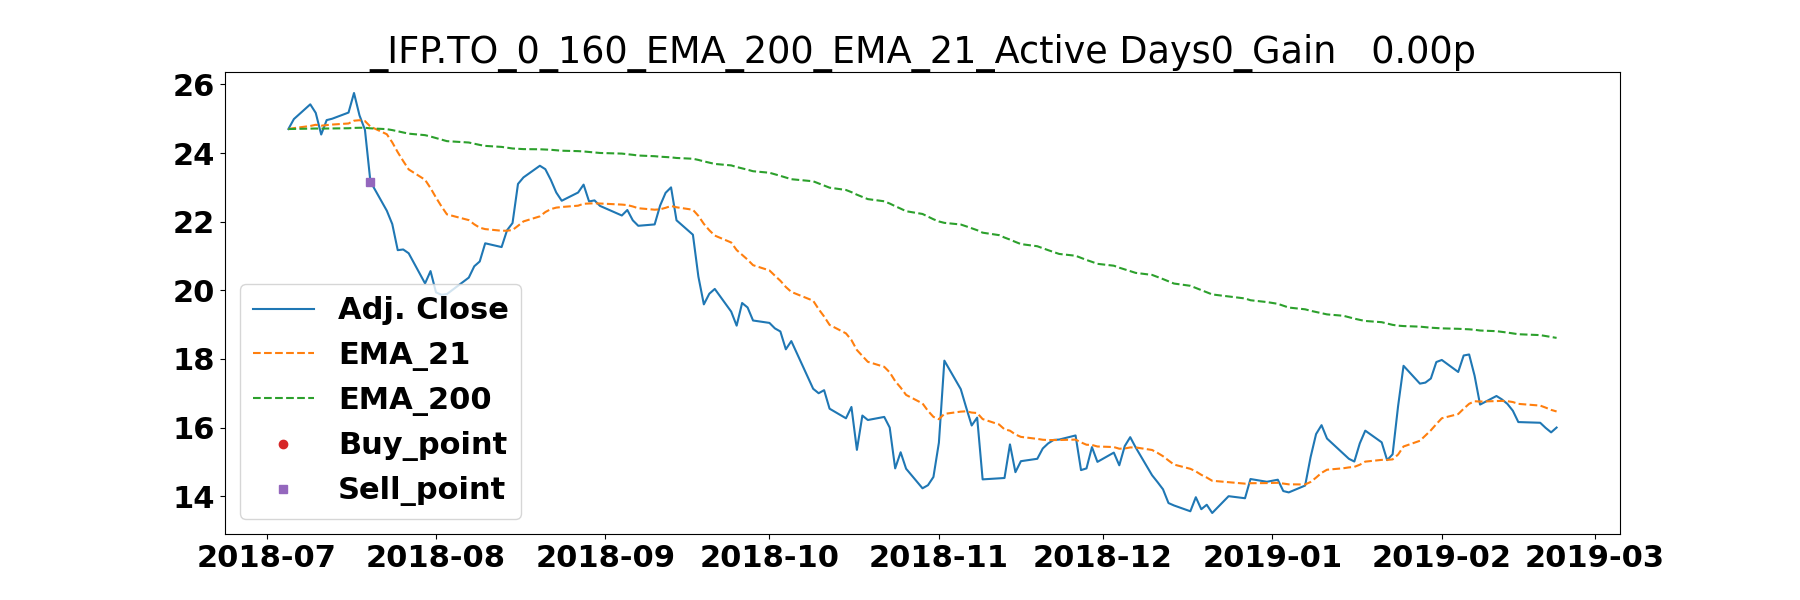 _IFP.TO_0_160_EMA_200_EMA_21_Active Days0_Gain   0.00p
26
24
22
20
18
16
14
Adj. Close
EMA_21
EMA_200
Buy_point
Sell_point
2018-07 2018-08 2018-09 2018-10 2018-11 2018-12 2019-01 2019-02 2019-03